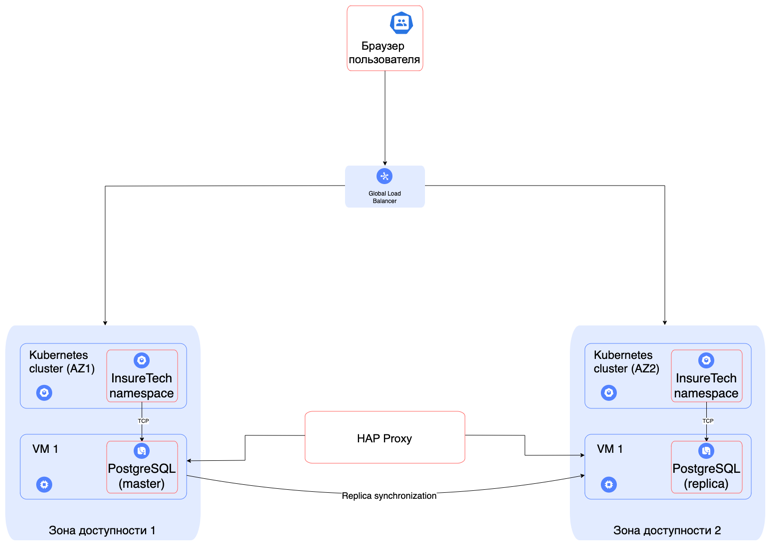 Браузер
пользователя
Global Load
Balancer
Kubernetes
cluster (AZ1)
InsureTech
namespace
TCP
VM 1
PostgreSQL
(master)
Зона доступности 1
HAP Proxy
Replica synchronization
Kubernetes
cluster (AZ2)
InsureTech
namespace
TCP
VM 1
PostgreSQL
(replica)
Зона доступности 2